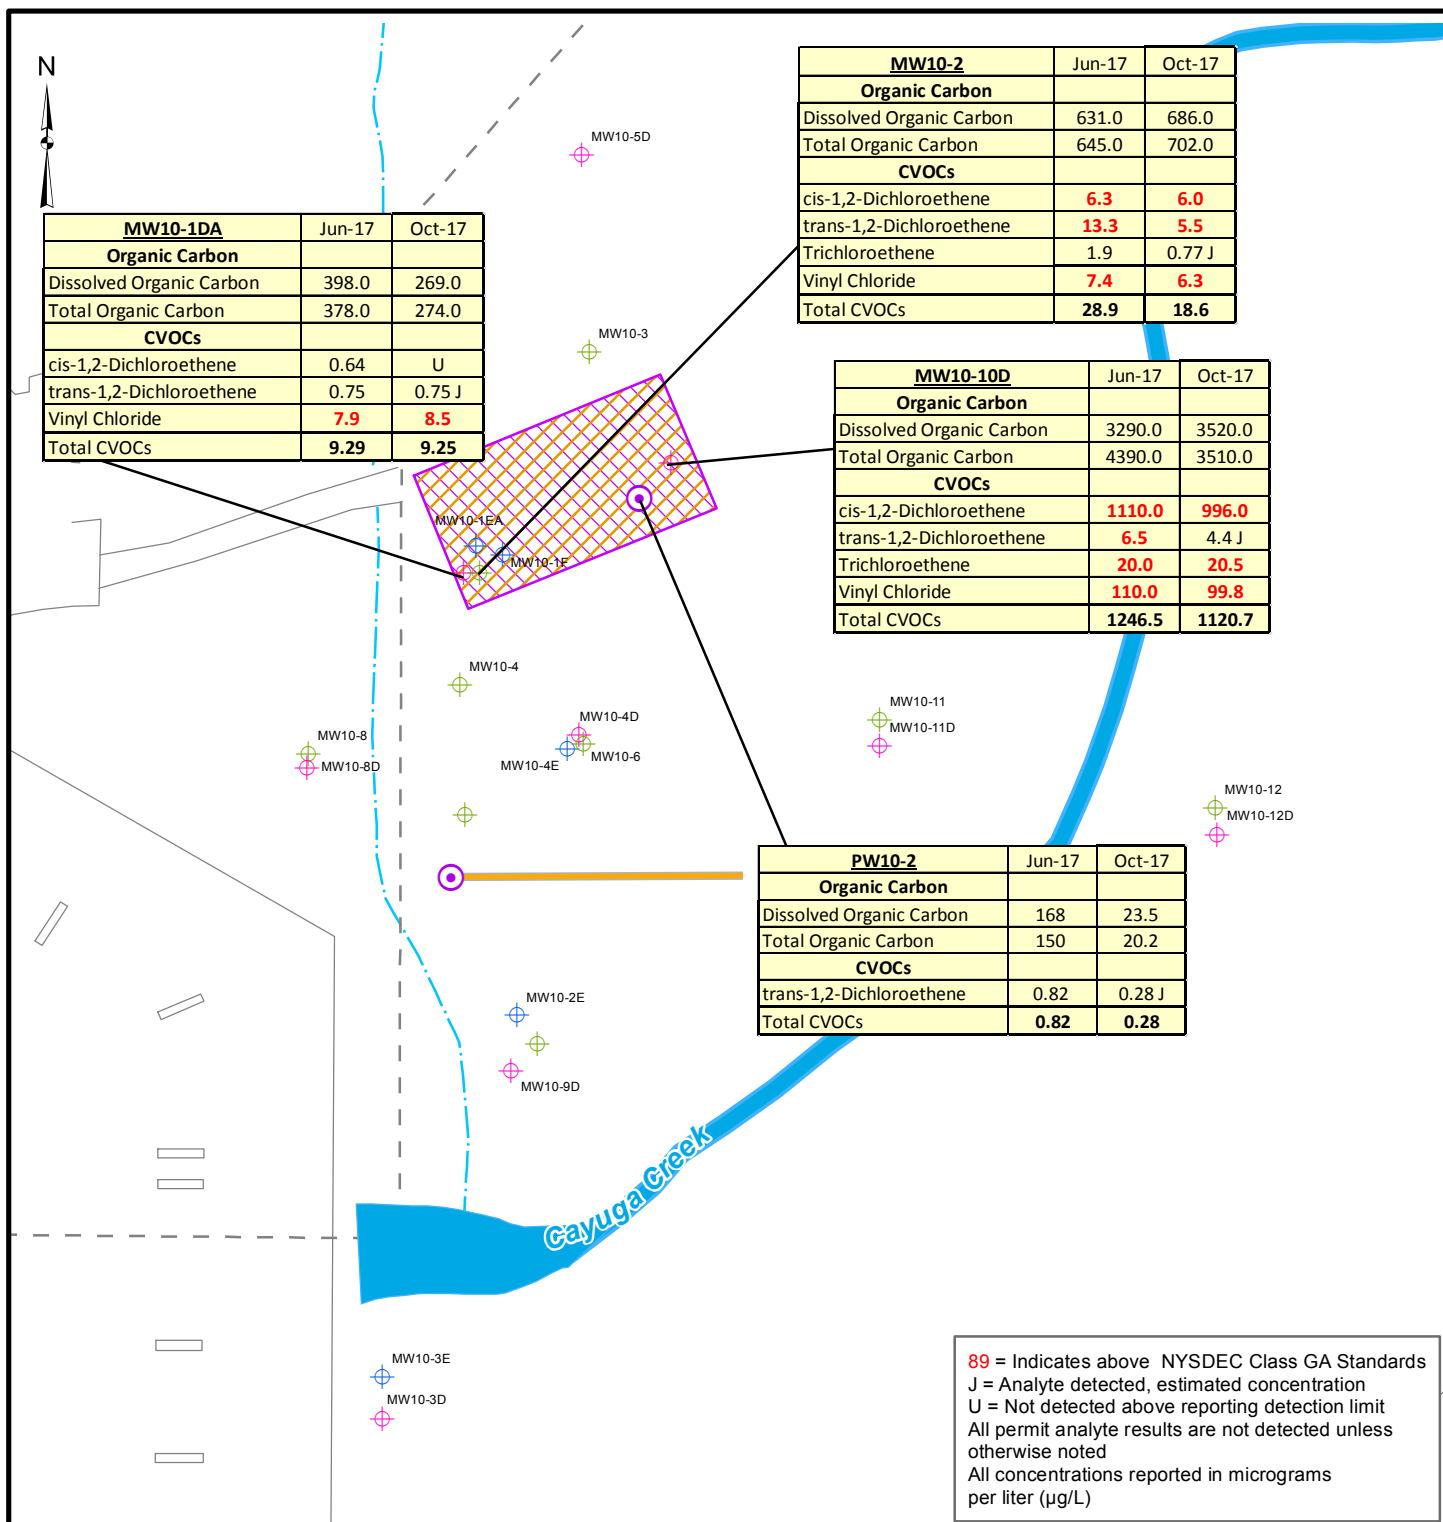 N
MW10-5D
MW10-2 Jun-17 Oct-17
Organic Carbon
Dissolved Organic Carbon 631.0 686.0
Total Organic Carbon 645.0 702.0
CVOCs
cis-1,2-Dichloroethene 6.3 6.0
trans-1,2-Dichloroethene 13.3 5.5
Trichloroethene 1.9 0.77 J
Vinyl Chloride 7.4 6.3
Total CVOCs 28.9 18.6
MW10-1DA Jun-17 Oct-17
Organic Carbon
Dissolved Organic Carbon 398.0 269.0
Total Organic Carbon 378.0 274.0
CVOCs
cis-1,2-Dichloroethene 0.64 U
trans-1,2-Dichloroethene 0.75 0.75 J
Vinyl Chloride 7.9 8.5
Total CVOCs 9.29 9.25
MW10-3
MW10-10D Jun-17 Oct-17
Organic Carbon
Dissolved Organic Carbon 3290.0 3520.0
Total Organic Carbon 4390.0 3510.0
CVOCs
cis-1,2-Dichloroethene 1110.0 996.0
trans-1,2-Dichloroethene 6.5 4.4 J
Trichloroethene 20.0 20.5
Vinyl Chloride 110.0 99.8
Total CVOCs 1246.5 1120.7
MW10-1EA
MW10-1F
MW10-4
MW10-4D
MW10-6
MW10-4E
MW10-8
MW10-8D
MW10-11
MW10-11D
MW10-12
MW10-12D
PW10-2 Jun-17 Oct-17
Organic Carbon
Dissolved Organic Carbon 168 23.5
Total Organic Carbon 150 20.2
CVOCs
trans-1,2-Dichloroethene 0.82 0.28 J
Total CVOCs 0.82 0.28
MW10-2E
MW10-9D
Cayuga Creek
MW10-3E
MW10-3D
89 = Indicates above NYSDEC Class GA Standards
J = Analyte detected, estimated concentration
U = Not detected above reporting detection limit
All permit analyte results are not detected unless
otherwise noted
All concentrations reported in micrograms
per liter (µg/L)